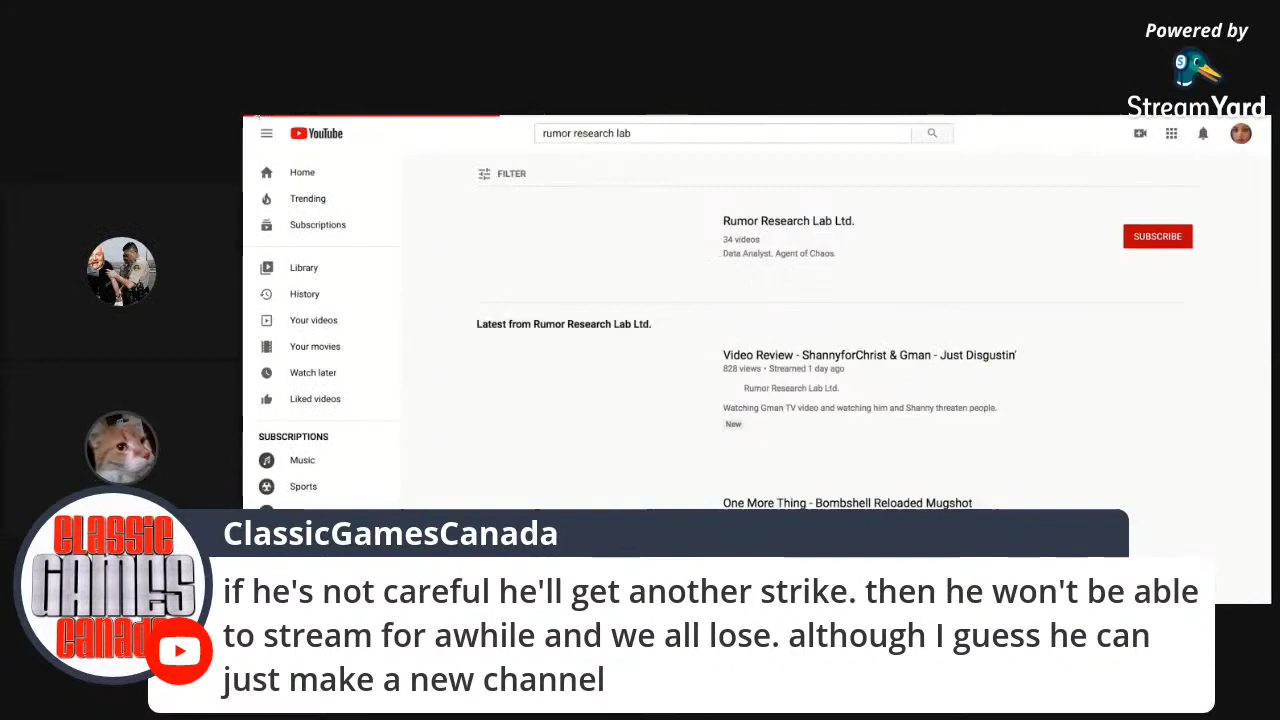 Powered by
StreamYard
YouTube
rumor research lab
Home
Trending
Subscriptions
Library
History
Your videos
Your movies
Watch later
Liked videos
SUBSCRIPTIONS
Music
Sports
FILTER
Rumor Research Lab Ltd.
34 videos
Data Analyst. Agent of Chaos.
SUBSCRIBE
Latest from Rumor Research Lab Ltd.
Video Review - ShannyforChrist & Gman - Just Disgustin'
828 views • Streamed 1 day ago
Rumor Research Lab Ltd.
Watching Gman TV video and watching him and Shanny threaten people.
New
One More Thing - Bombshell Reloaded Mugshot
CLASSIC
GAMES
CANADA
ClassicGamesCanada
if he's not careful he'll get another strike. then he won't be able
to stream for awhile and we all lose. although I guess he can
just make a new channel